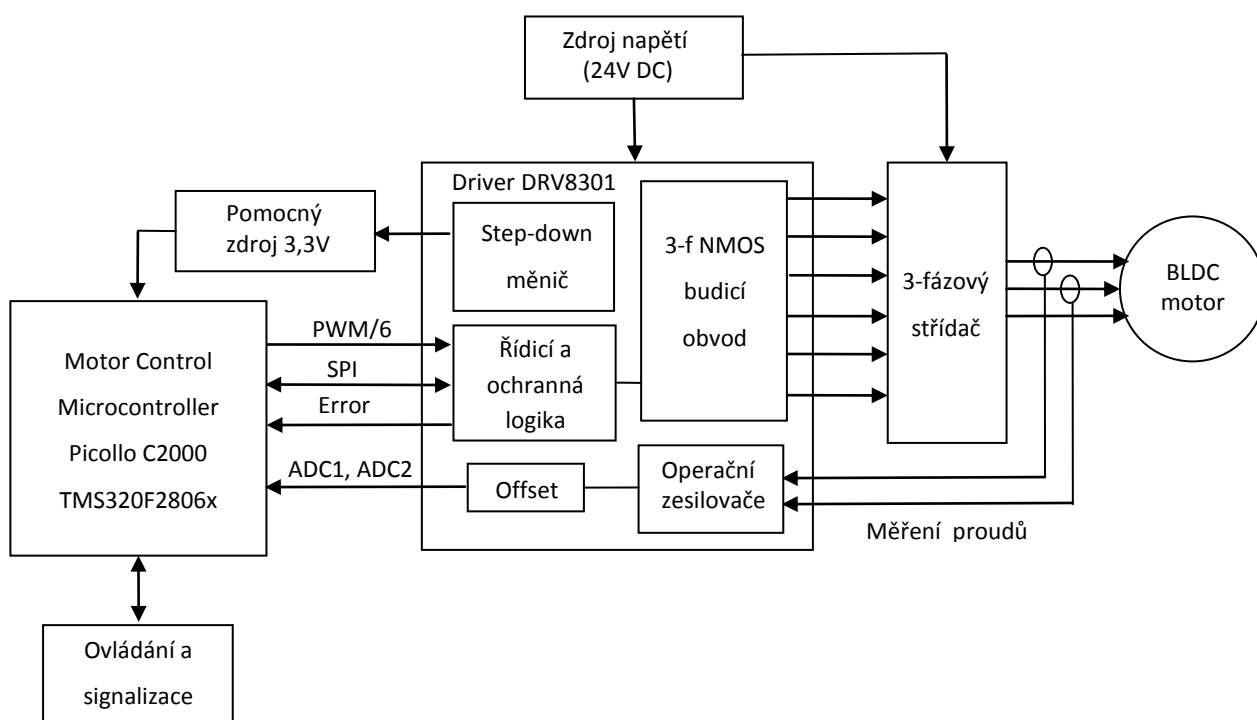 Zdroj napětí
(24V DC)
Driver DRV8301
Pomocný
zdroj 3,3V
Step-down
měnič
3-f NMOS
budicí
obvod
3-fázový
střídač
BLDC
motor
Motor Control
Microcontroller
Picollo C2000
TMS320F2806x
PWM/6
SPI
Error
ADC1, ADC2
Řídicí a
ochranná
logika
Offset
Operační
zesilovače
Měření proudů
Ovládání a
signalizace